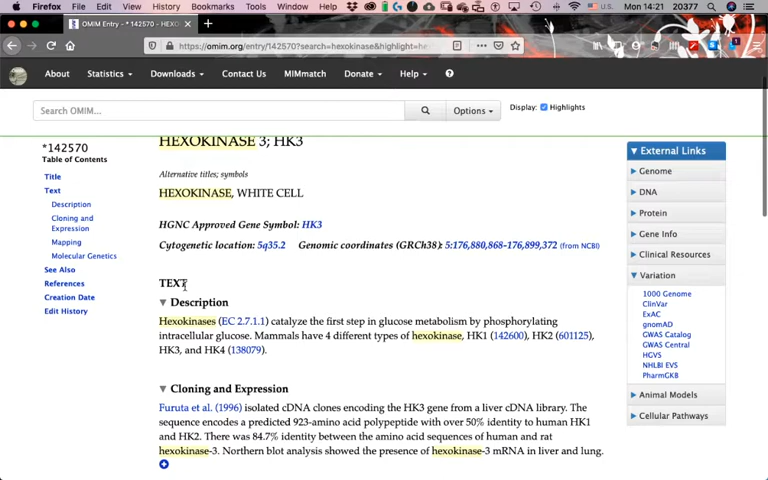 Firefox File Edit View History Bookmarks Tools Window Help Mon 14:21 20377
OMIM Entry - * 142570 - HEXO
https://omim.org/entry/142570?search=hexokinase&highlight=he
About Statistics Downloads Contact Us MIMmatch Donate Help
Search OMIM... Options Display: Highlights
*142570
Table of Contents
Title
Text
Description
Cloning and
Expression
Mapping
Molecular Genetics
See Also
References
Creation Date
Edit History
HEXOKINASE 3; HK3
Alternative titles; symbols
HEXOKINASE, WHITE CELL
HGNC Approved Gene Symbol: HK3
Cytogenetic location: 5q35.2 Genomic coordinates (GRCh38): 5:176,880,868-176,899,372 (from NCBI)
TEXT
Description
Hexokinases (EC 2.7.1.1) catalyze the first step in glucose metabolism by phosphorylating
intracellular glucose. Mammals have 4 different types of hexokinase, HK1 (142600), HK2 (601125),
HK3, and HK4 (138079).
Cloning and Expression
Furuta et al. (1996) isolated cDNA clones encoding the HK3 gene from a liver cDNA library. The
sequence encodes a predicted 923-amino acid polypeptide with over 50% identity to human HK1
and HK2. There was 84.7% identity between the amino acid sequences of human and rat
hexokinase-3. Northern blot analysis showed the presence of hexokinase-3 mRNA in liver and lung.
External Links
Genome
DNA
Protein
Gene Info
Clinical Resources
Variation
1000 Genome
ClinVar
ExAC
gnomAD
GWAS Catalog
GWAS Central
HGVS
NHLBI EVS
PharmGKB
Animal Models
Cellular Pathways